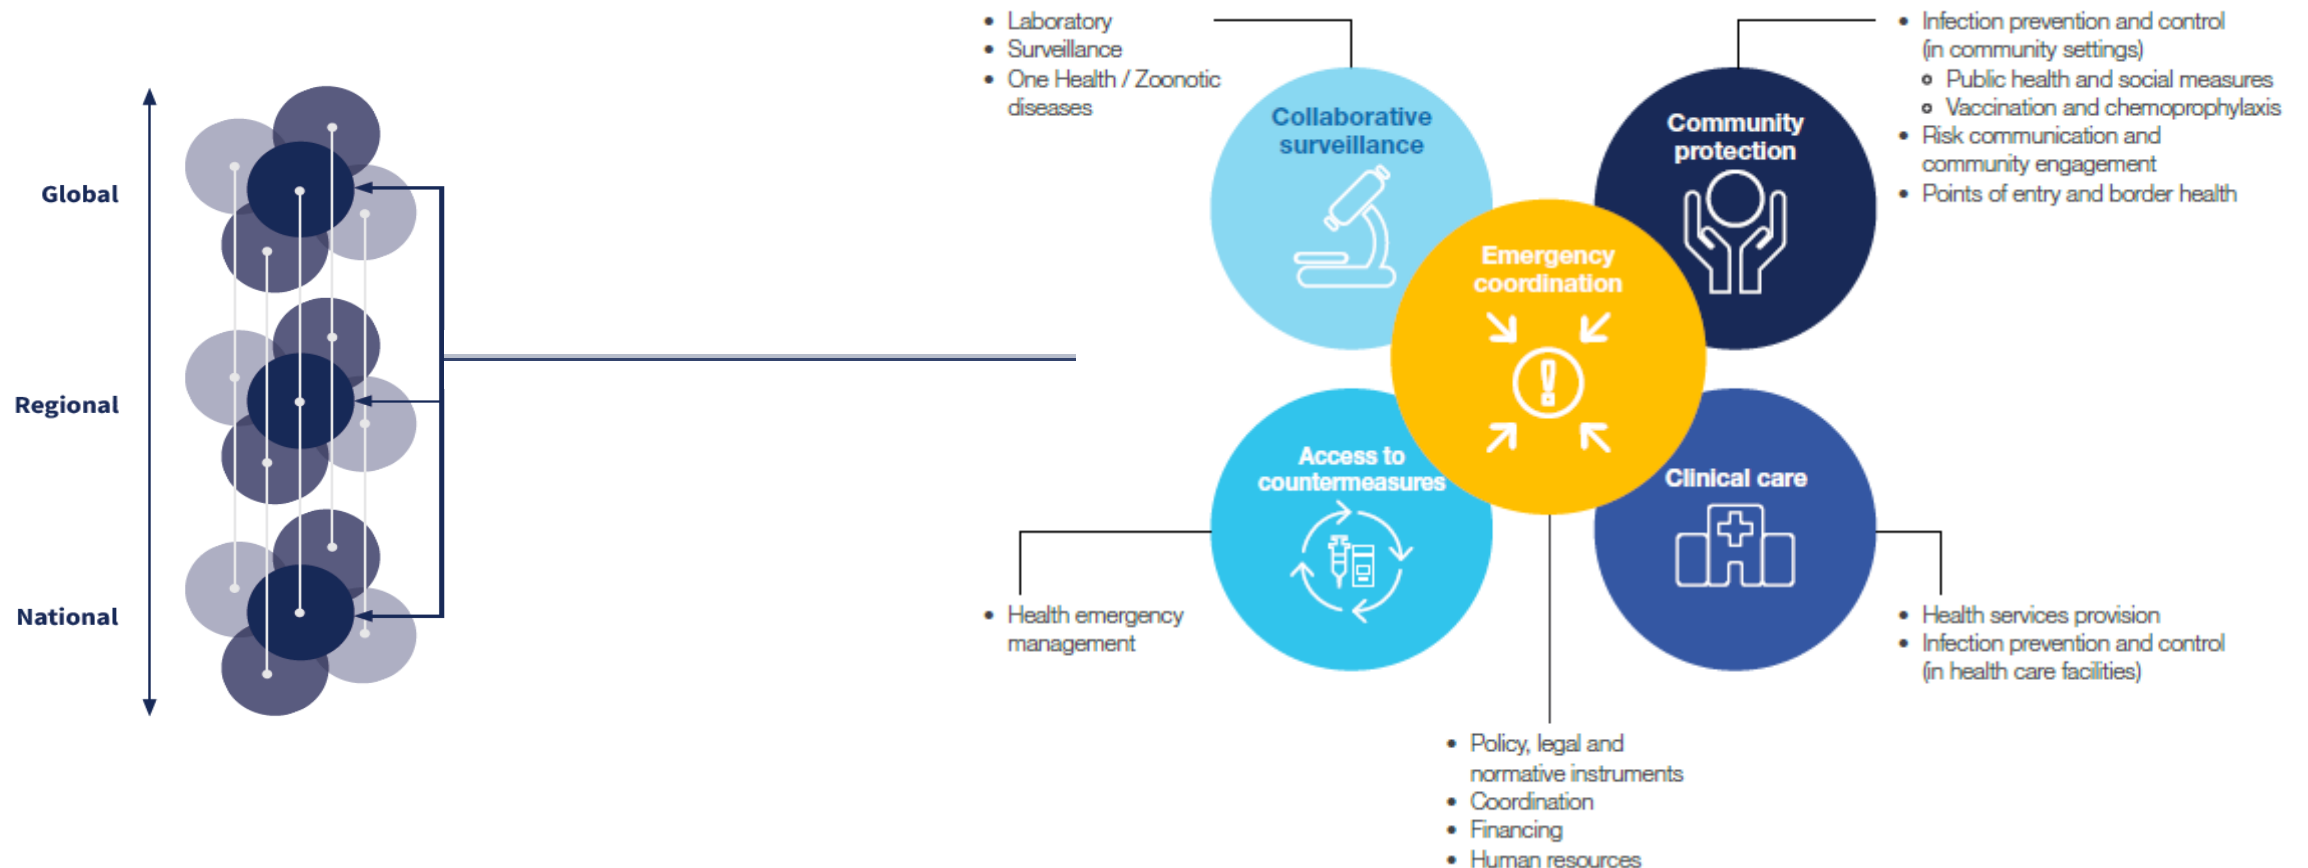 Global
Regional
National
• Laboratory
• Surveillance
• One Health / Zoonotic
diseases
Collaborative
surveillance
Community
protection
• Infection prevention and control
(in community settings)
Public health and social measures
Vaccination and chemoprophylaxis
• Risk communication and
community engagement
• Points of entry and border health
Emergency
coordination
Access to
countermeasures
Clinical care
• Health emergency
management
• Health services provision
• Infection prevention and control
(in health care facilities)
• Policy, legal and
normative instruments
• Coordination
• Financing
• Human resources